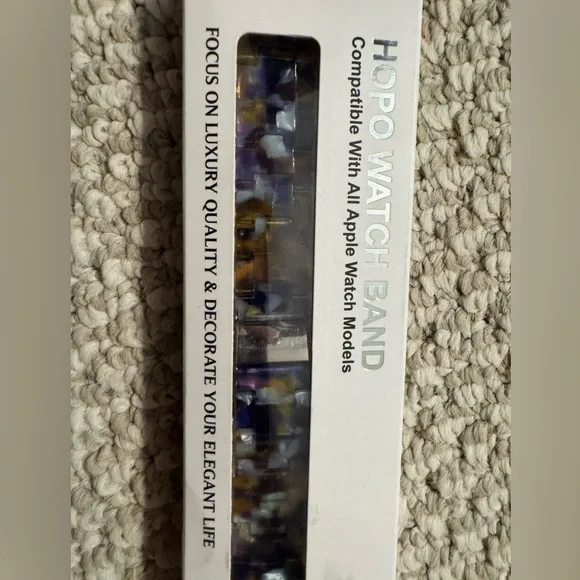 HOPO WATCH BAND
Compatible With All Apple Watch Models
FOCUS ON LUXURY QUALITY & DECORATE YOUR ELEGANT LIFE